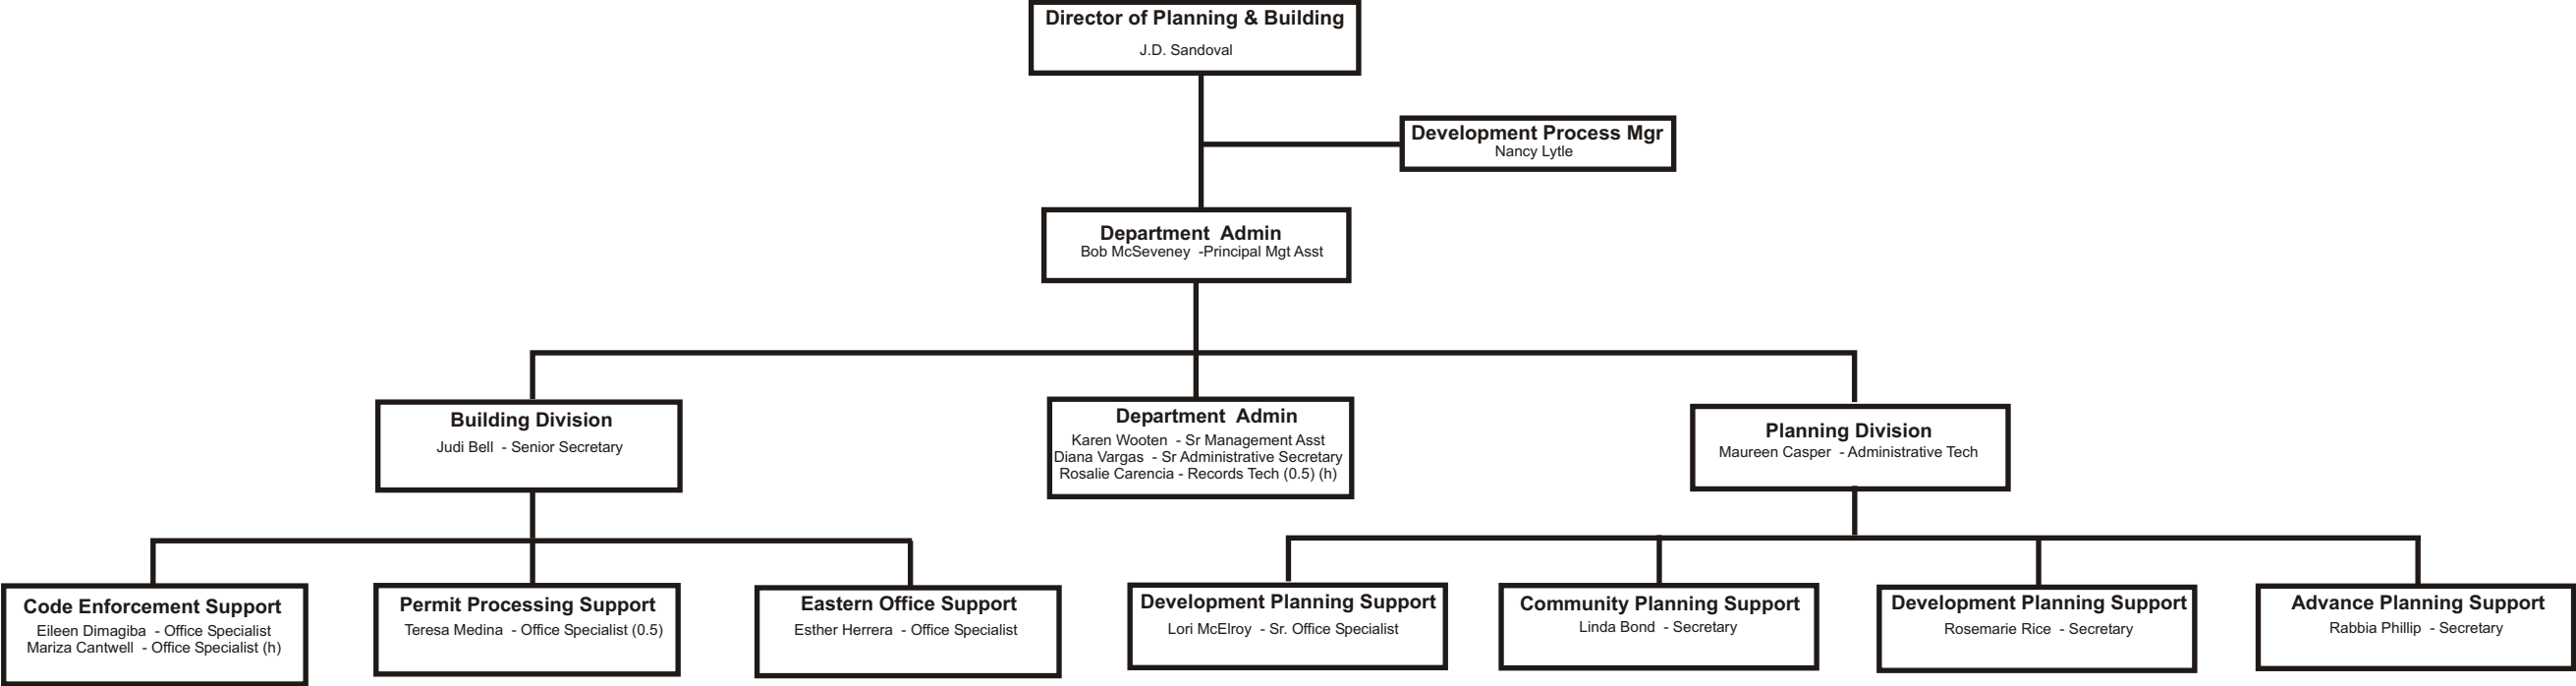 Director of Planning & Building
J.D. Sandoval
Development Process Mgr
Nancy Lytle
Department Admin
Bob McSeveney -Principal Mgt Asst
Building Division
Judi Bell - Senior Secretary
Department Admin
Karen Wooten - Sr Management Asst
Diana Vargas - Sr Administrative Secretary
Rosalie Carencia - Records Tech (0.5) (h)
Planning Division
Maureen Casper - Administrative Tech
Code Enforcement Support
Eileen Dimagiba - Office Specialist
Mariza Cantwell - Office Specialist (h)
Permit Processing Support
Teresa Medina - Office Specialist (0.5)
Eastern Office Support
Esther Herrera - Office Specialist
Development Planning Support
Lori McElroy - Sr. Office Specialist
Community Planning Support
Linda Bond - Secretary
Development Planning Support
Rosemarie Rice - Secretary
Advance Planning Support
Rabbia Phillip - Secretary